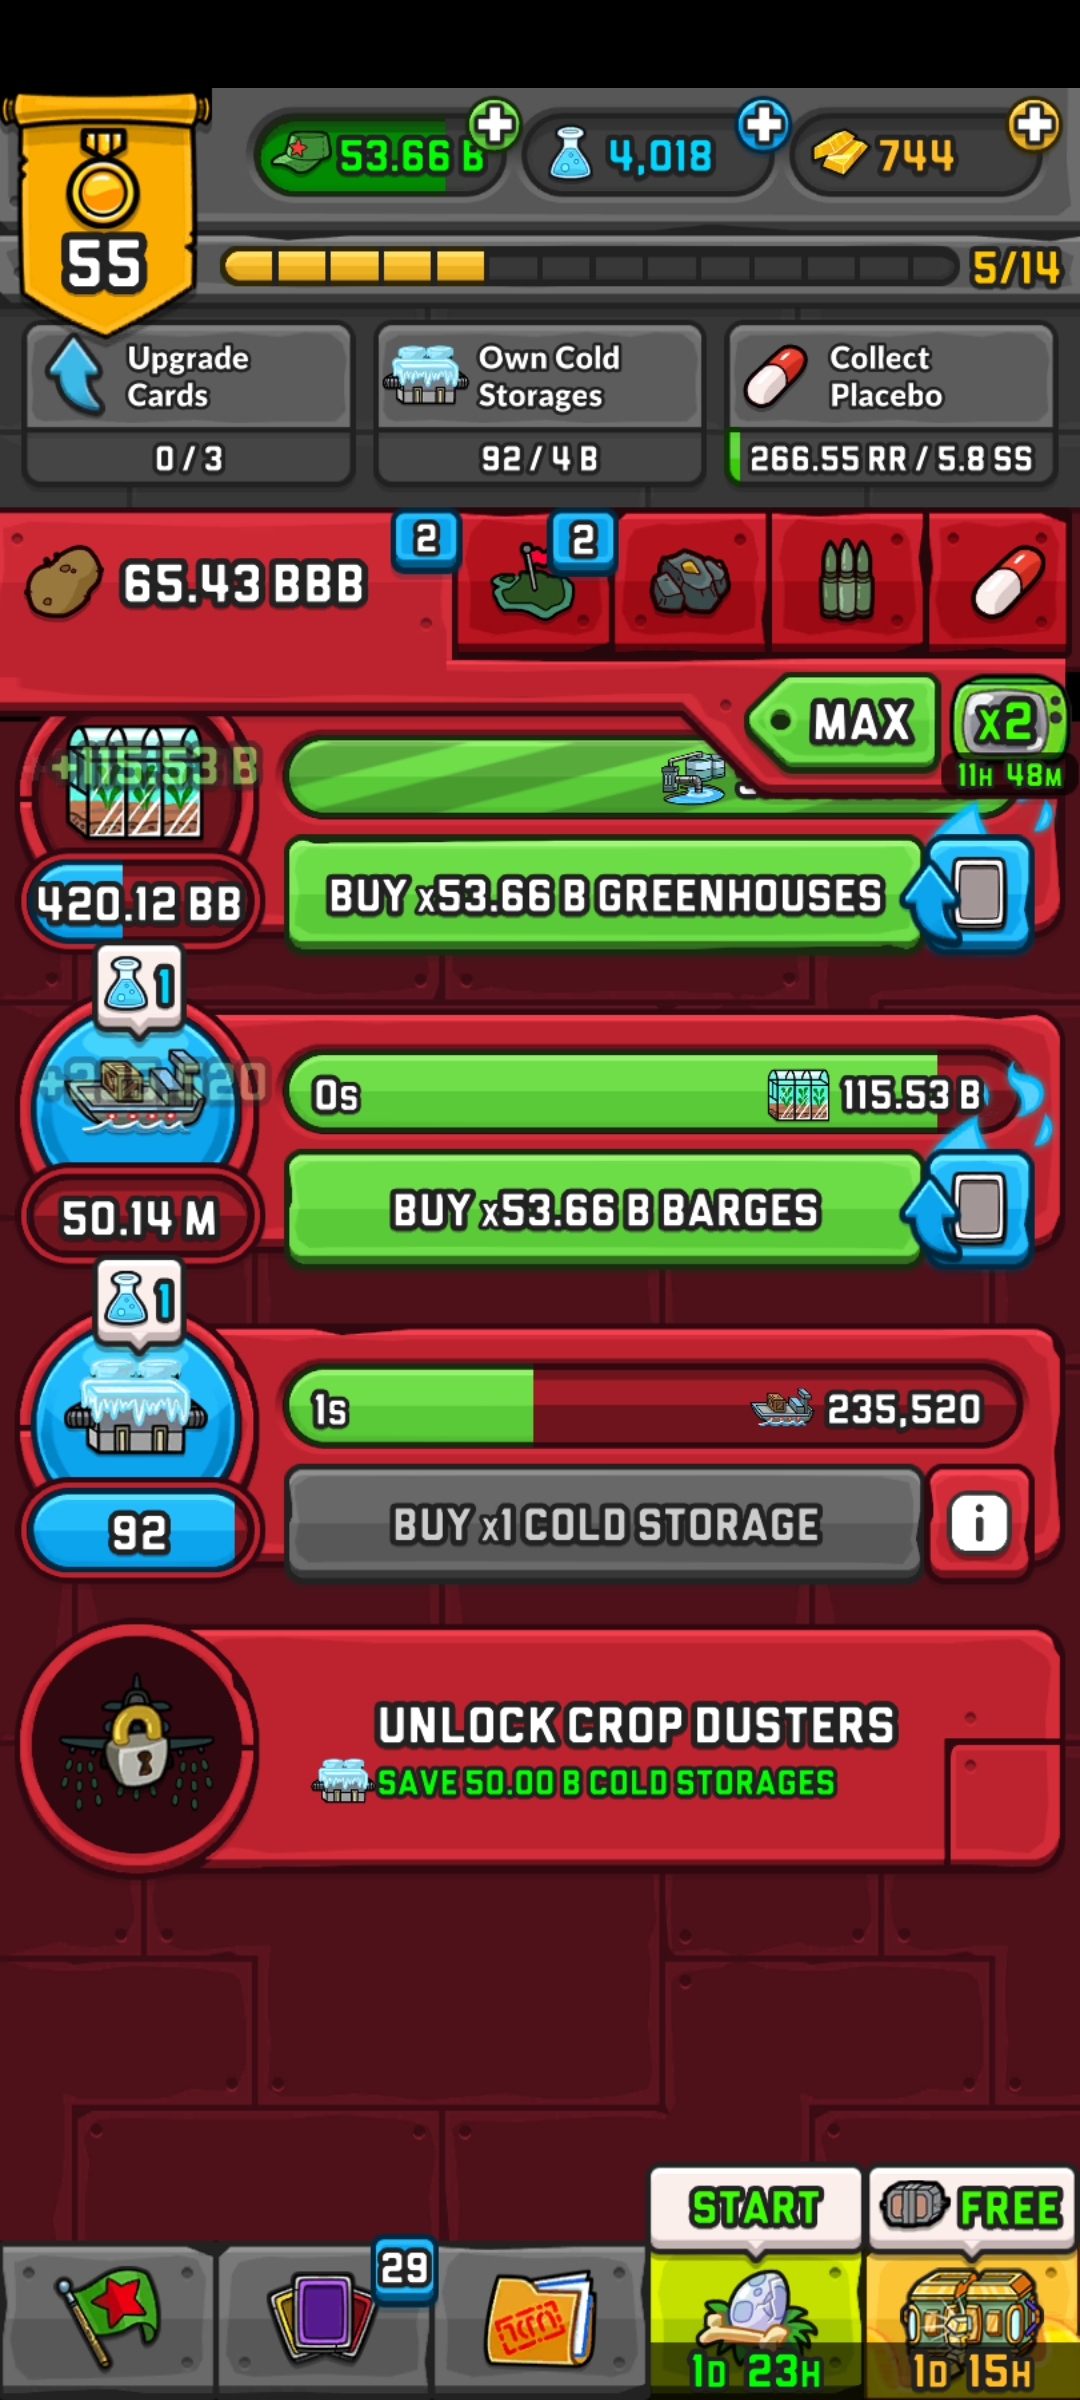 55
53.66 B
4,018
744
5/14
Upgrade
Cards
0 / 3
Own Cold
Storages
92 / 4 B
Collect
Placebo
266.55 RR / 5.8 SS
65.43 BBB
2
2
MAX
x2
11H 48M
+115.53 B
420.12 BB
BUY x53.66 B GREENHOUSES
1
0s
115.53 B
50.14 M
BUY x53.66 B BARGES
1
1s
235,520
92
BUY x1 COLD STORAGE
i
UNLOCK CROP DUSTERS
SAVE 50.00 B COLD STORAGES
29
START
FREE
1D 23H
1D 15H